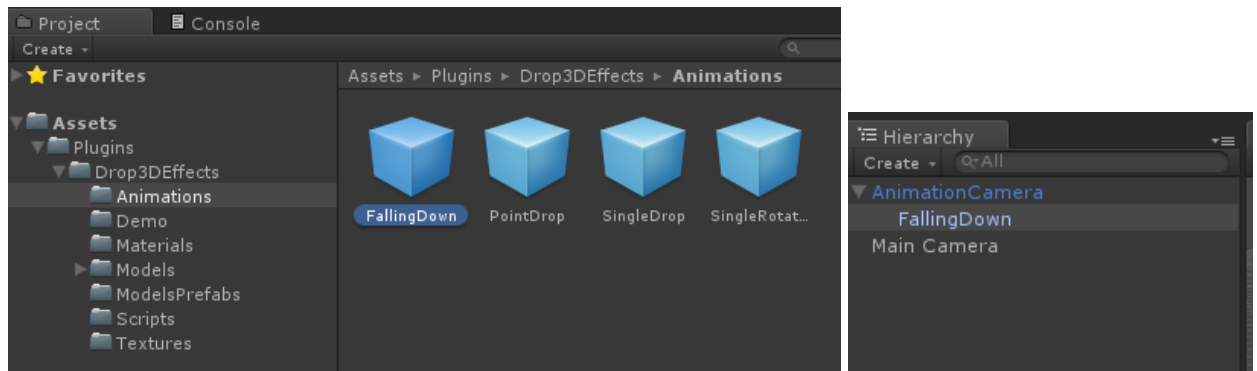 Project
Console
Create
Favorites
Assets
Plugins
Drop3DEffects
Animations
Demo
Materials
Models
ModelsPrefabs
Scripts
Textures
Assets ▸ Plugins ▸ Drop3DEffects ▸ Animations
FallingDown PointDrop SingleDrop SingleRotat...
Hierarchy
Create All
AnimationCamera
FallingDown
Main Camera